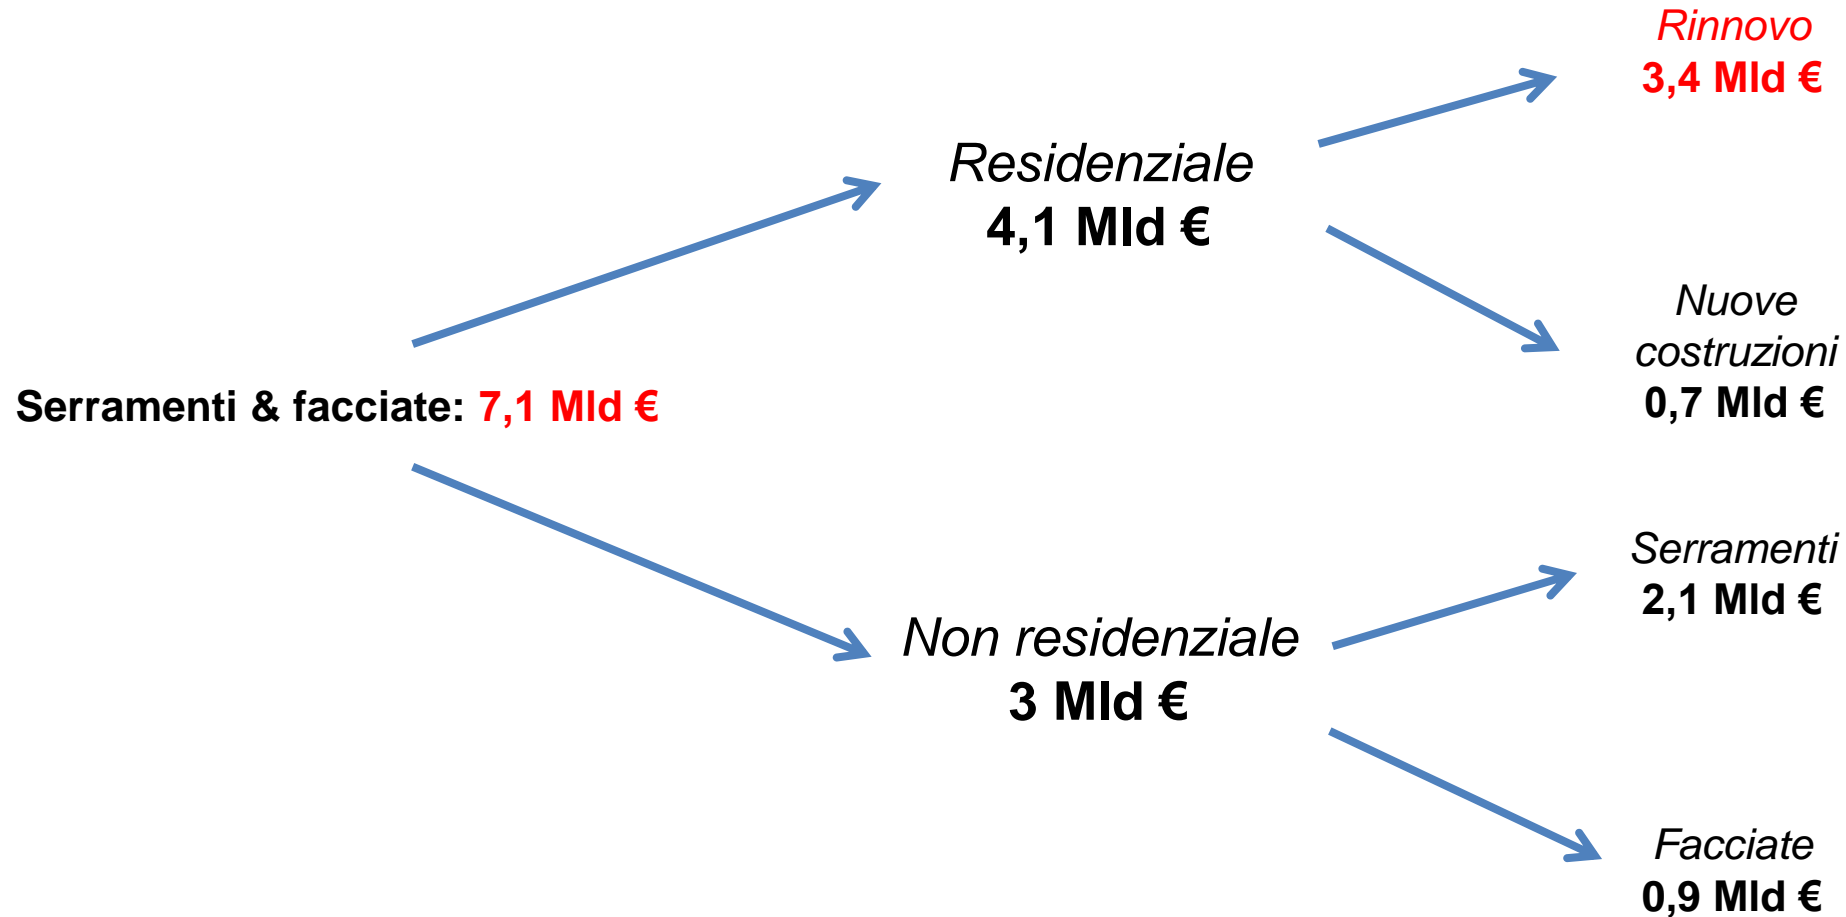 Serramenti & facciate: 7,1 Mld €
Residenziale
4,1 Mld €
Rinnovo
3,4 Mld €
Nuove
costruzioni
0,7 Mld €
Non residenziale
3 Mld €
Serramenti
2,1 Mld €
Facciate
0,9 Mld €